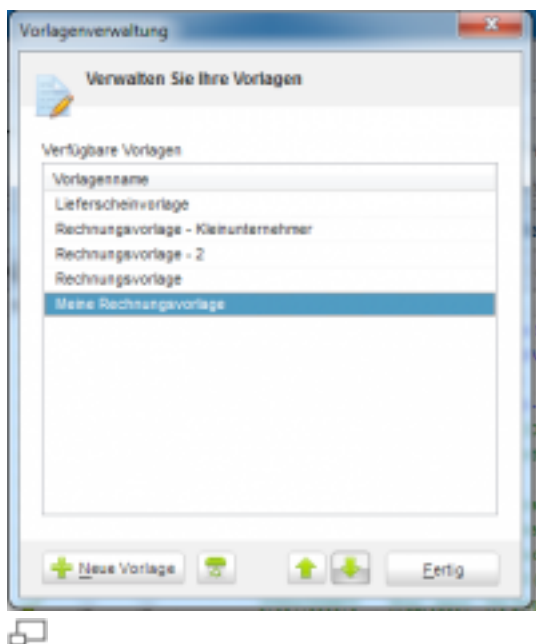 Vorlagenverwaltung
Verwalten Sie Ihre Vorlagen
Verfügbare Vorlagen
Vorlagenname
Lieferscheinvorlage
Rechnungsvorlage - Kleinunternehmer
Rechnungsvorlage - 2
Rechnungsvorlage
Meine Rechnungsvorlage
Neue Vorlage
Fertig